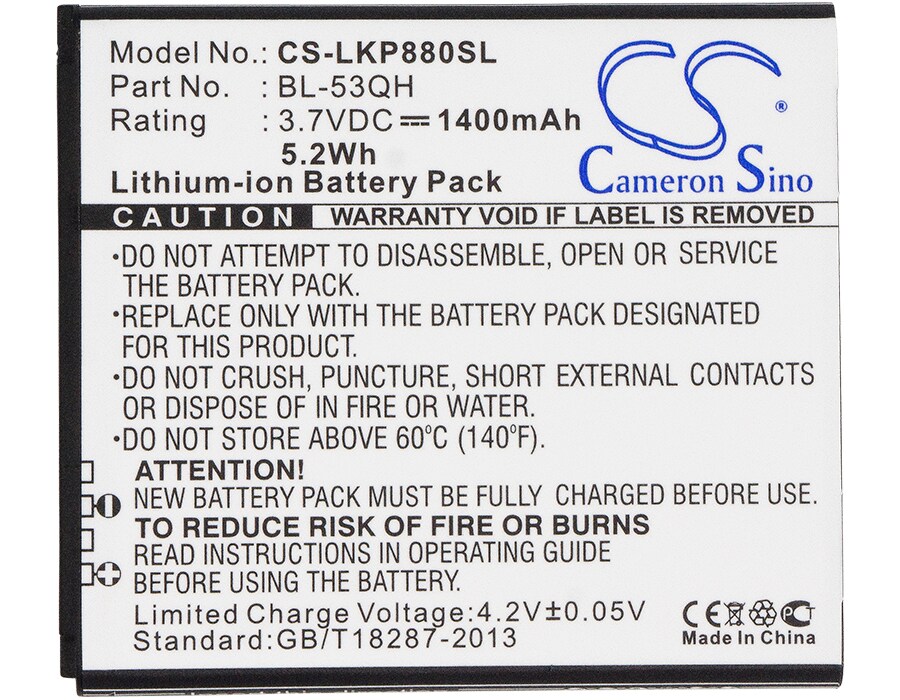 Model No.: CS-LKP880SL
Part No. : BL-53QH
Rating : 3.7VDC ⎓ 1400mAh
5.2Wh
Lithium-ion Battery Pack
CS ®
Cameron Sino
CAUTION WARRANTY VOID IF LABEL IS REMOVED
·DO NOT ATTEMPT TO DISASSEMBLE, OPEN OR SERVICE
THE BATTERY PACK.
·REPLACE ONLY WITH THE BATTERY PACK DESIGNATED
FOR THIS PRODUCT.
·DO NOT CRUSH, PUNCTURE, SHORT EXTERNAL CONTACTS
OR DISPOSE OF IN FIRE OR WATER.
·DO NOT STORE ABOVE 60ºC (140ºF).
ATTENTION!
NEW BATTERY PACK MUST BE FULLY CHARGED BEFORE USE.
TO REDUCE RISK OF FIRE OR BURNS
READ INSTRUCTIONS IN OPERATING GUIDE
BEFORE USING THE BATTERY.
Limited Charge Voltage:4.2V±0.05V
Standard:GB/T18287-2013
CE PCT
Made In China